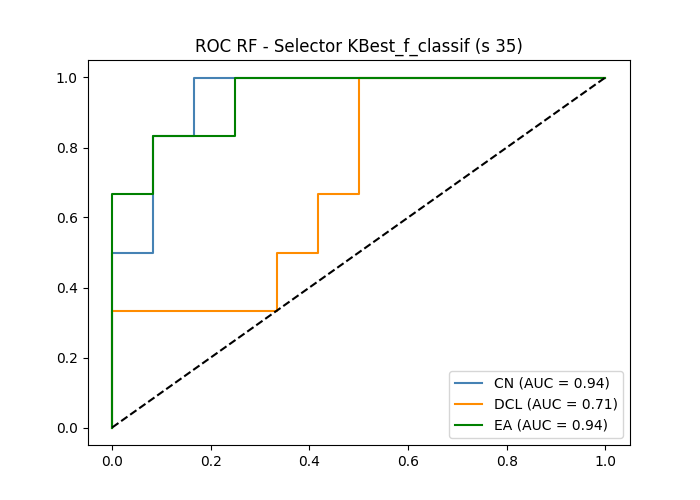 ROC RF - Selector KBest_f_classif (s 35)
1.0
0.8
0.6
0.4
0.2
0.0
0.0 0.2 0.4 0.6 0.8 1.0
CN (AUC = 0.94)
DCL (AUC = 0.71)
EA (AUC = 0.94)